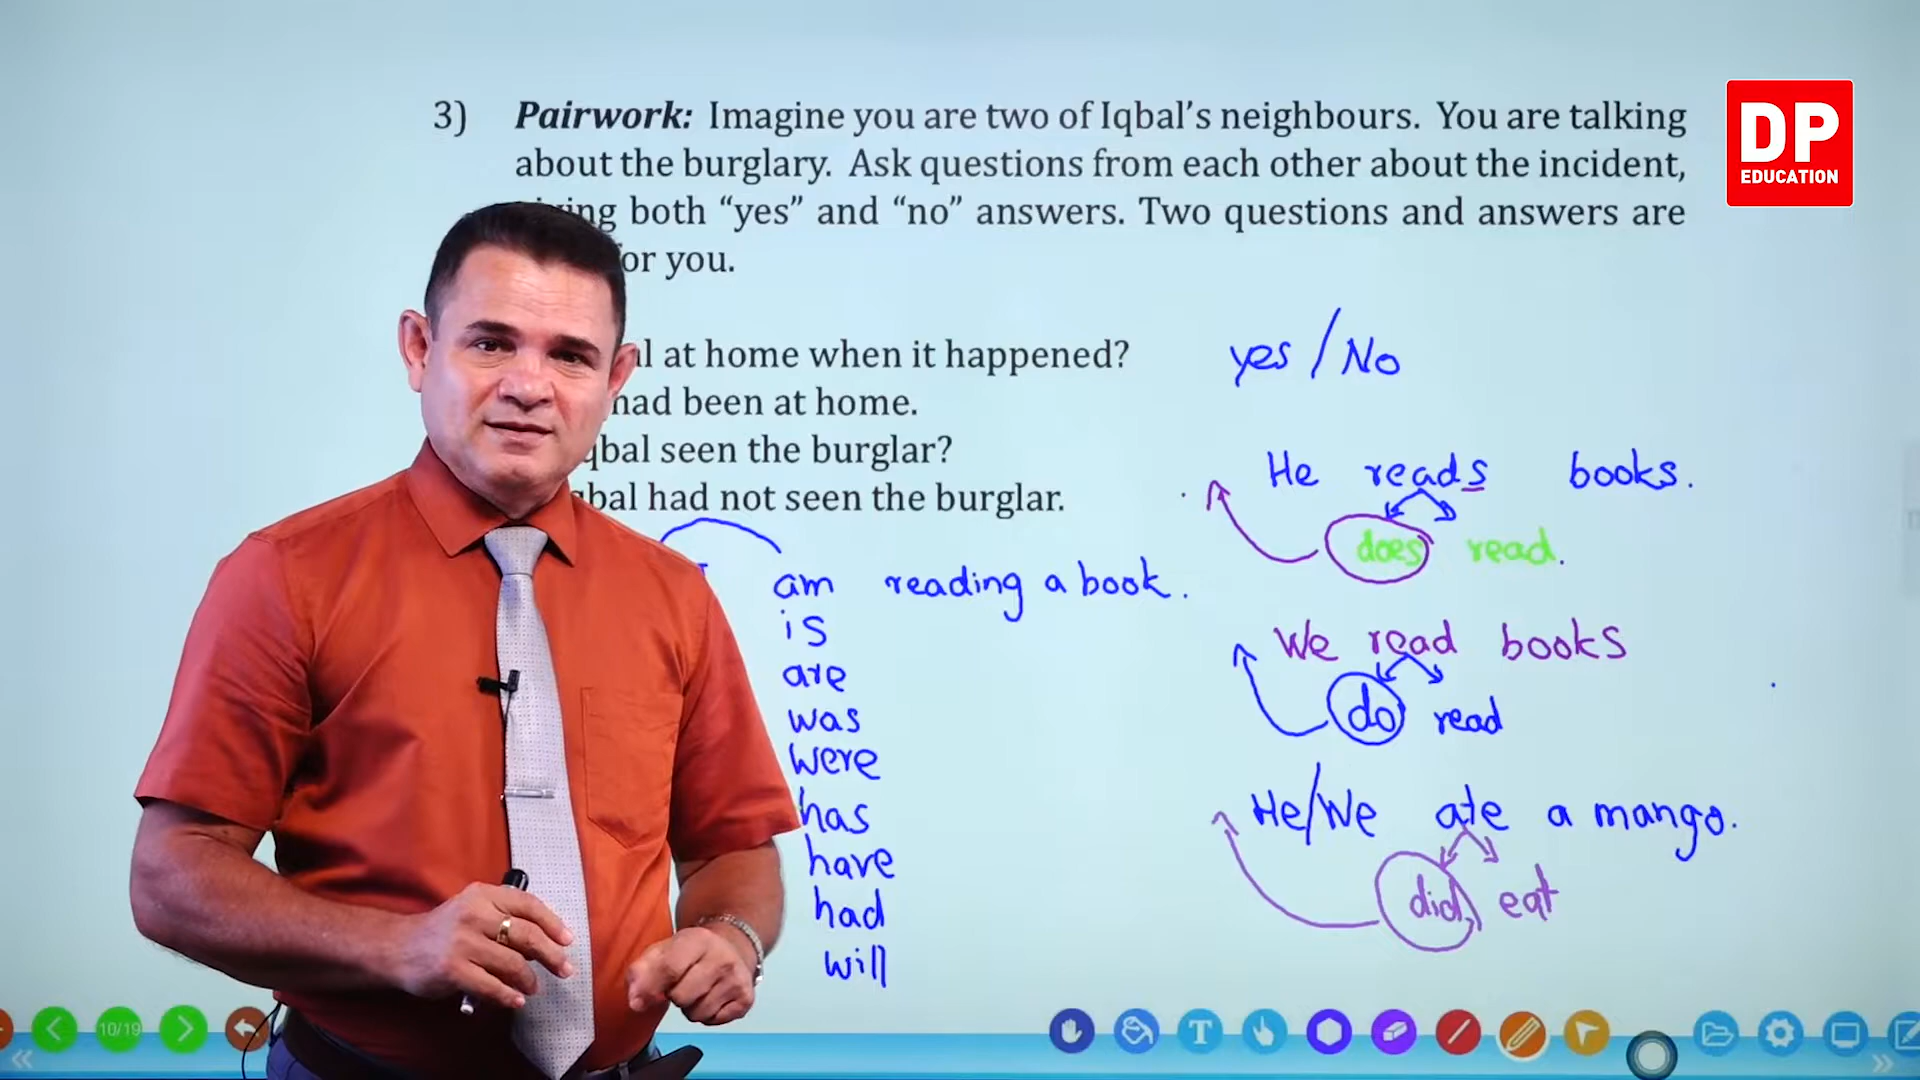 3) Pairwork: Imagine you are two of Iqbal's neighbours. You are talking
about the burglary. Ask questions from each other about the incident,
both “yes” and “no” answers. Two questions and answers are
you.
at home when it happened?
had been at home.
seen the burglar?
had not seen the burglar.
DP
EDUCATION
yes / No
He reads books.
does read.
We read books
do read
He/We ate a mango.
did, eat
am reading a book.
is
are
was
were
has
have
had
will
10/19
T